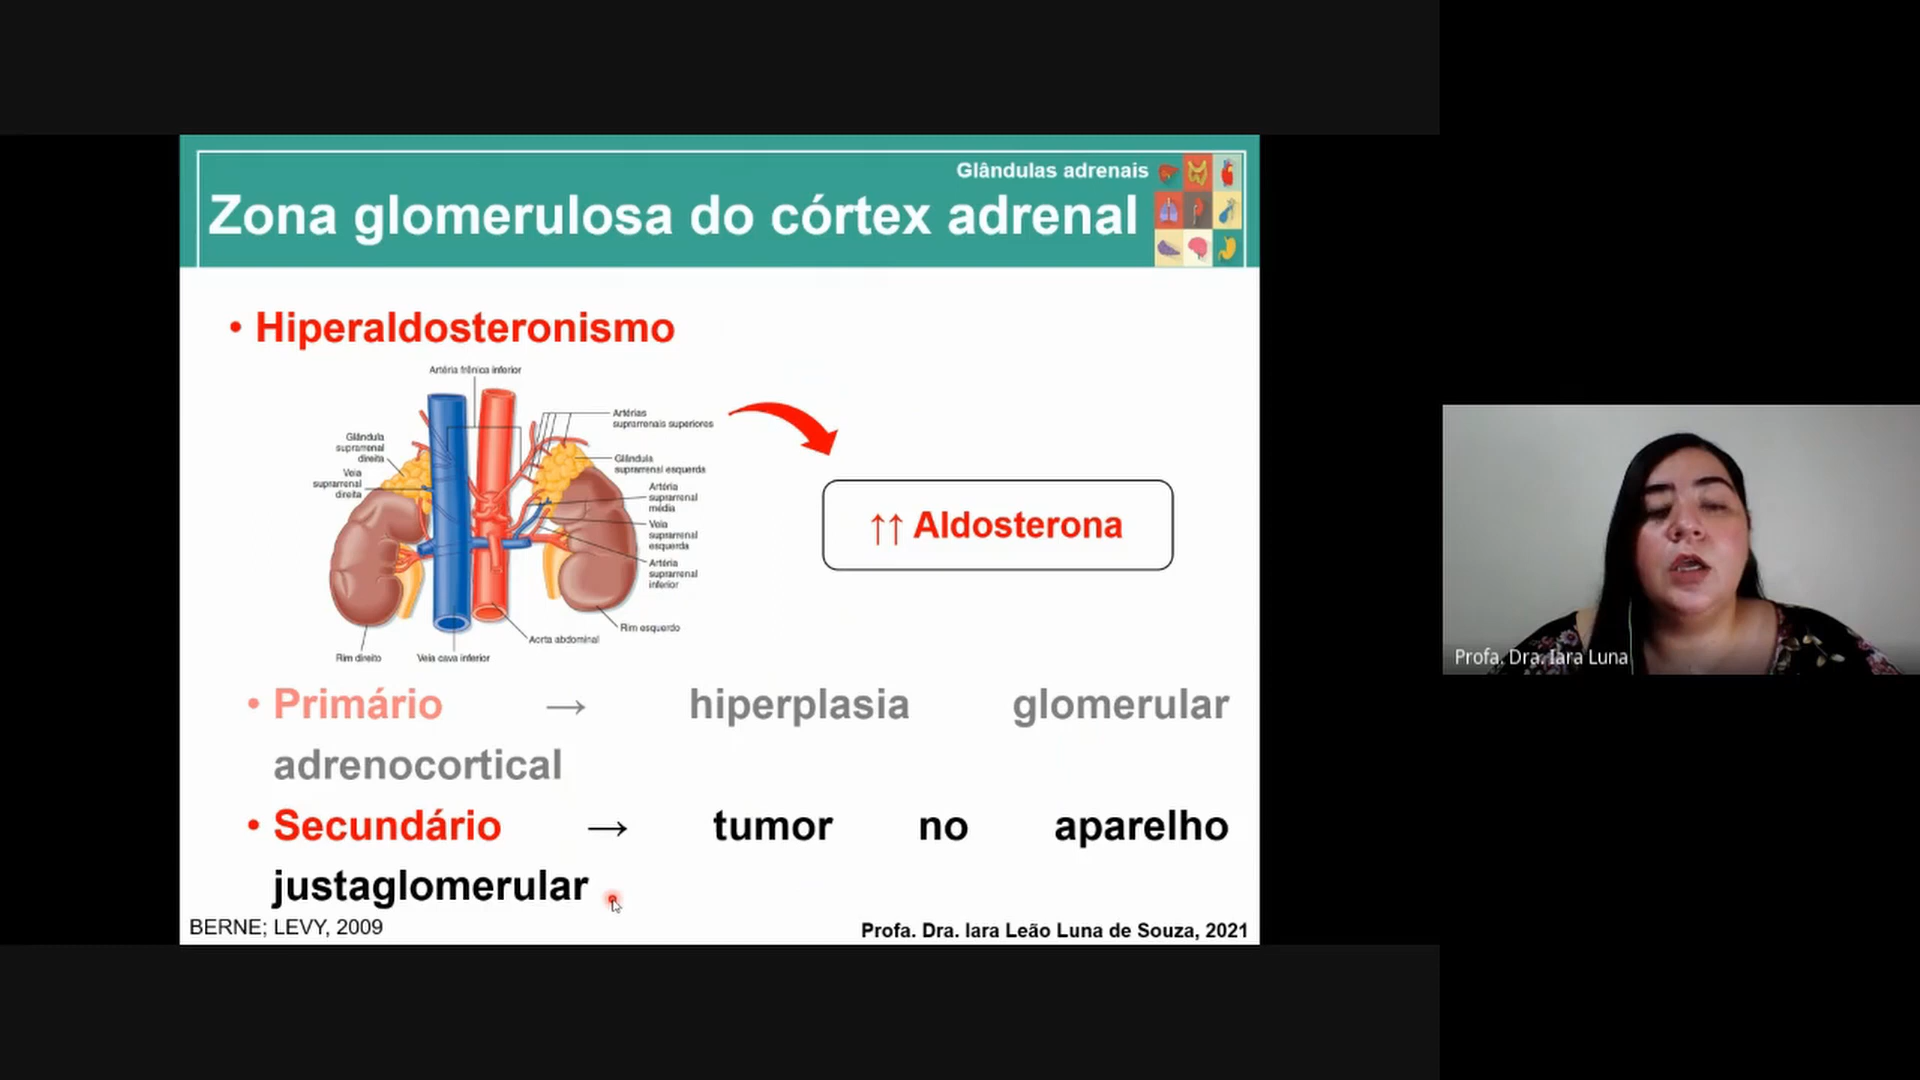 Glândulas adrenais
Zona glomerulosa do córtex adrenal
• Hiperaldosteronismo
Artéria frênica inferior
Artérias
suprarrenais superiores
Glândula
suprarrenal
direita
Veia
suprarrenal
direita
Glândula
suprarrenal esquerda
Artéria
suprarrenal
média
Veia
suprarrenal
esquerda
Artéria
suprarrenal
inferior
Rim esquerdo
Aorta abdominal
Rim direito
Veia cava inferior
↑↑ Aldosterona
• Primário → hiperplasia glomerular
adrenocortical
• Secundário → tumor no aparelho
justaglomerular
BERNE; LEVY, 2009
Profa. Dra. Iara Leão Luna de Souza, 2021
Profa. Dra. Iara Luna